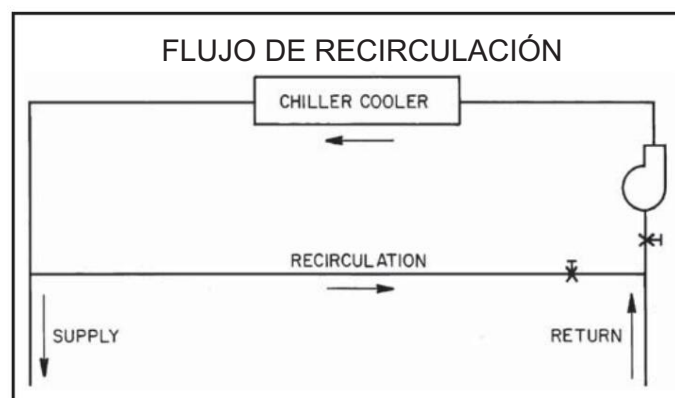 FLUJO DE RECIRCULACIÓN
CHILLER COOLER
RECIRCULATION
SUPPLY
RETURN